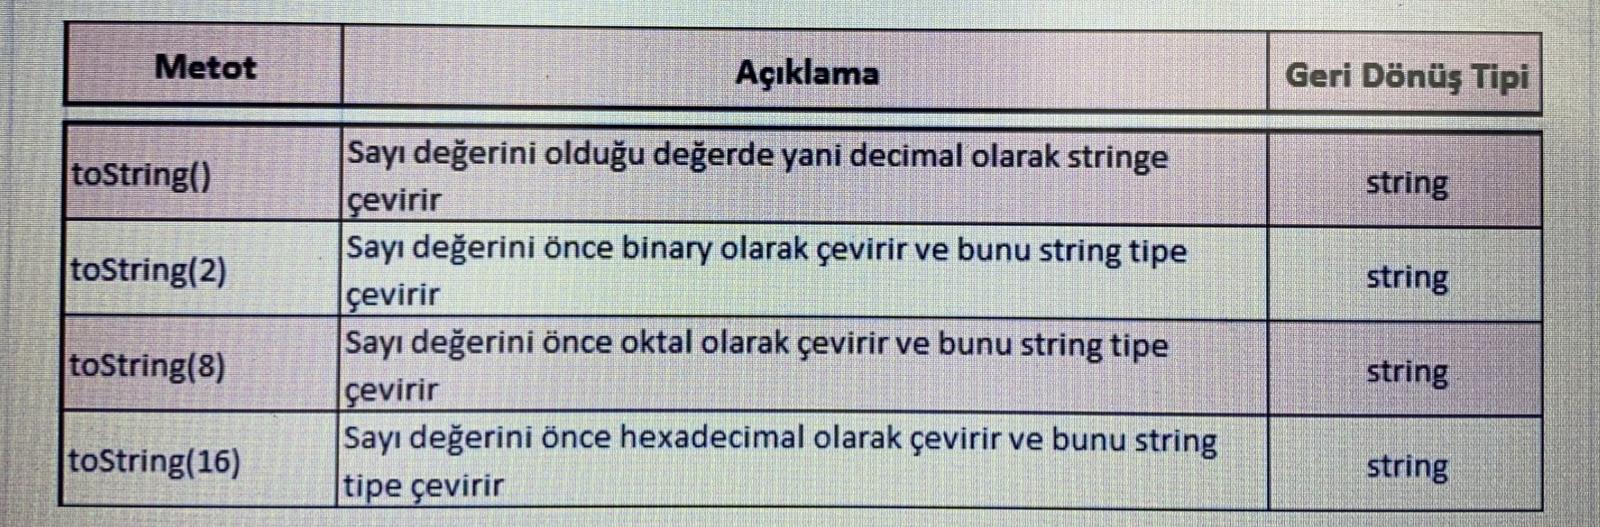 Metot Açıklama Geri Dönüş Tipi
toString() Sayı değerini olduğu değerde yani decimal olarak stringe
çevirir string
toString(2) Sayı değerini önce binary olarak çevirir ve bunu string tipe
çevirir string
toString(8) Sayı değerini önce oktal olarak çevirir ve bunu string tipe
çevirir string
toString(16) Sayı değerini önce hexadecimal olarak çevirir ve bunu string
tipe çevirir string